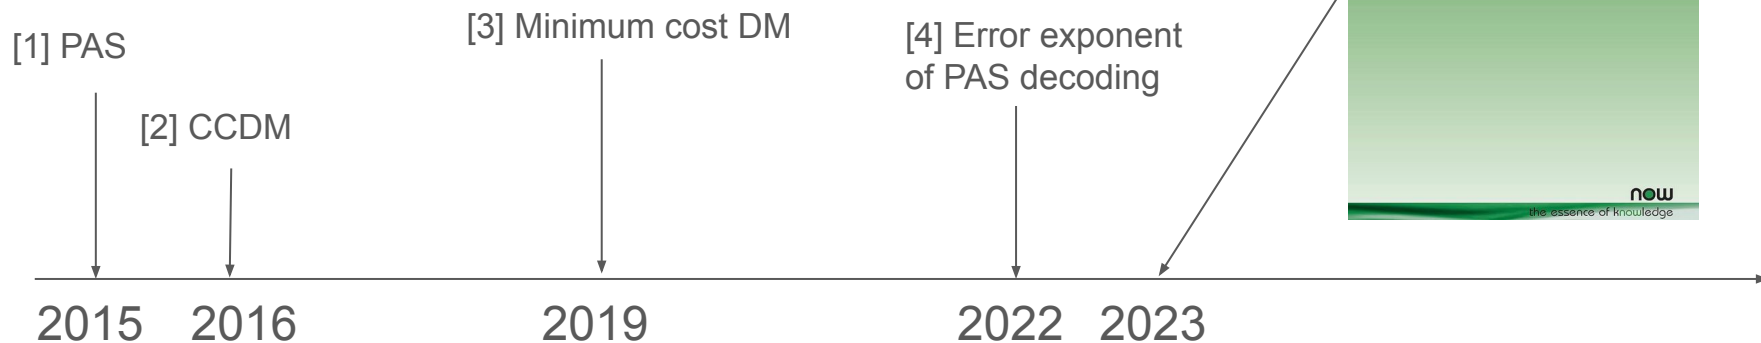 [1] PAS
[2] CCDM
[3] Minimum cost DM
[4] Error exponent
of PAS decoding
now
the essence of knowledge
2015
2016
2019
2022
2023